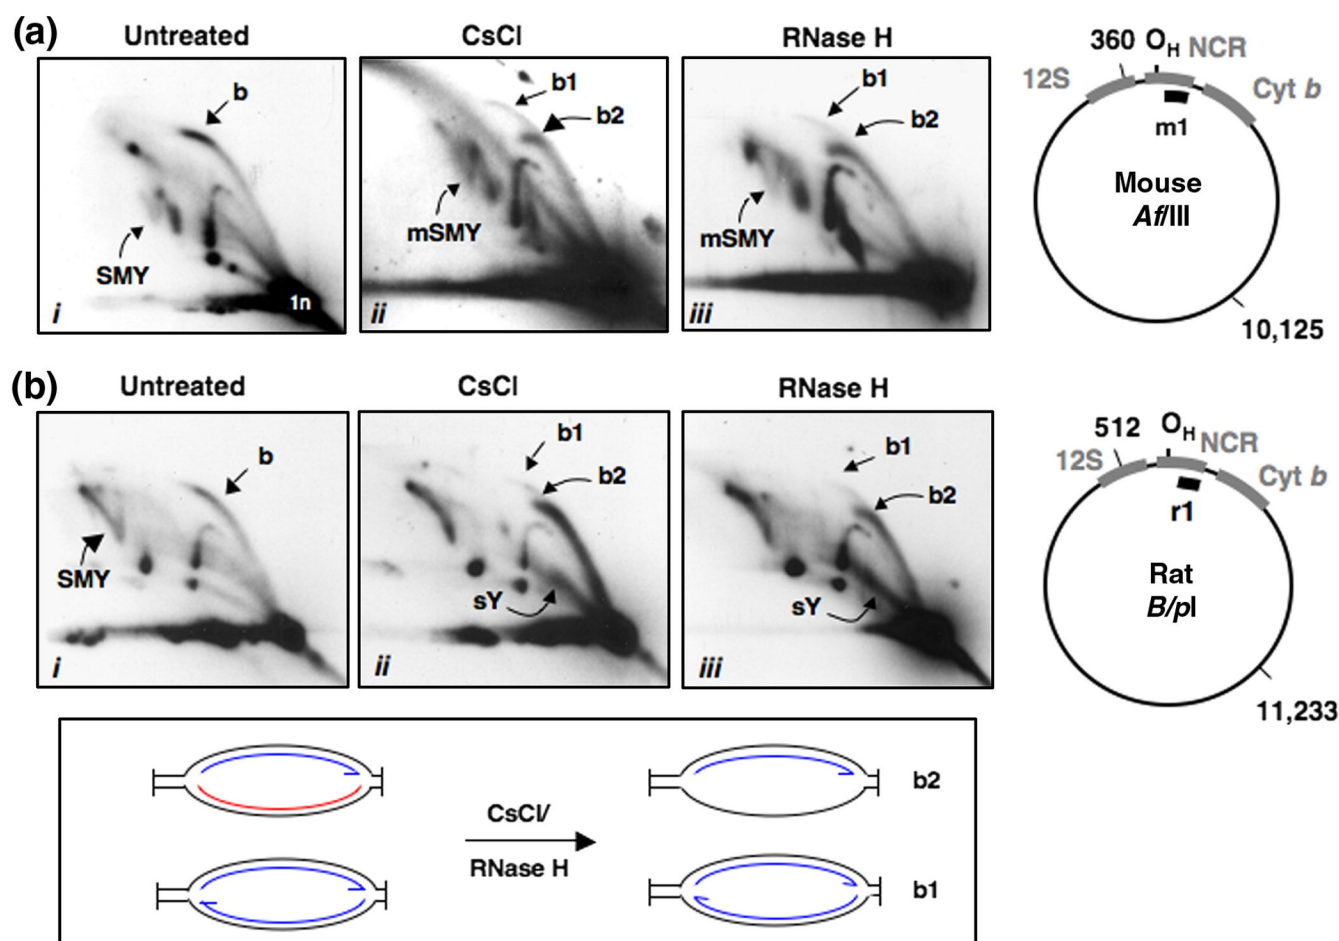 (a)
Untreated
CsCl
RNase H
b
SMY
1n
i
b1
b2
mSMY
ii
b1
b2
mSMY
iii
360 OH NCR
12S
Cyt b
m1
Mouse
AflIII
10,125
(b)
Untreated
CsCl
RNase H
b
SMY
i
b1
b2
sY
ii
b1
b2
sY
iii
512 OH NCR
12S
Cyt b
r1
Rat
B/pI
11,233
CsCl/
RNase H
b2
b1